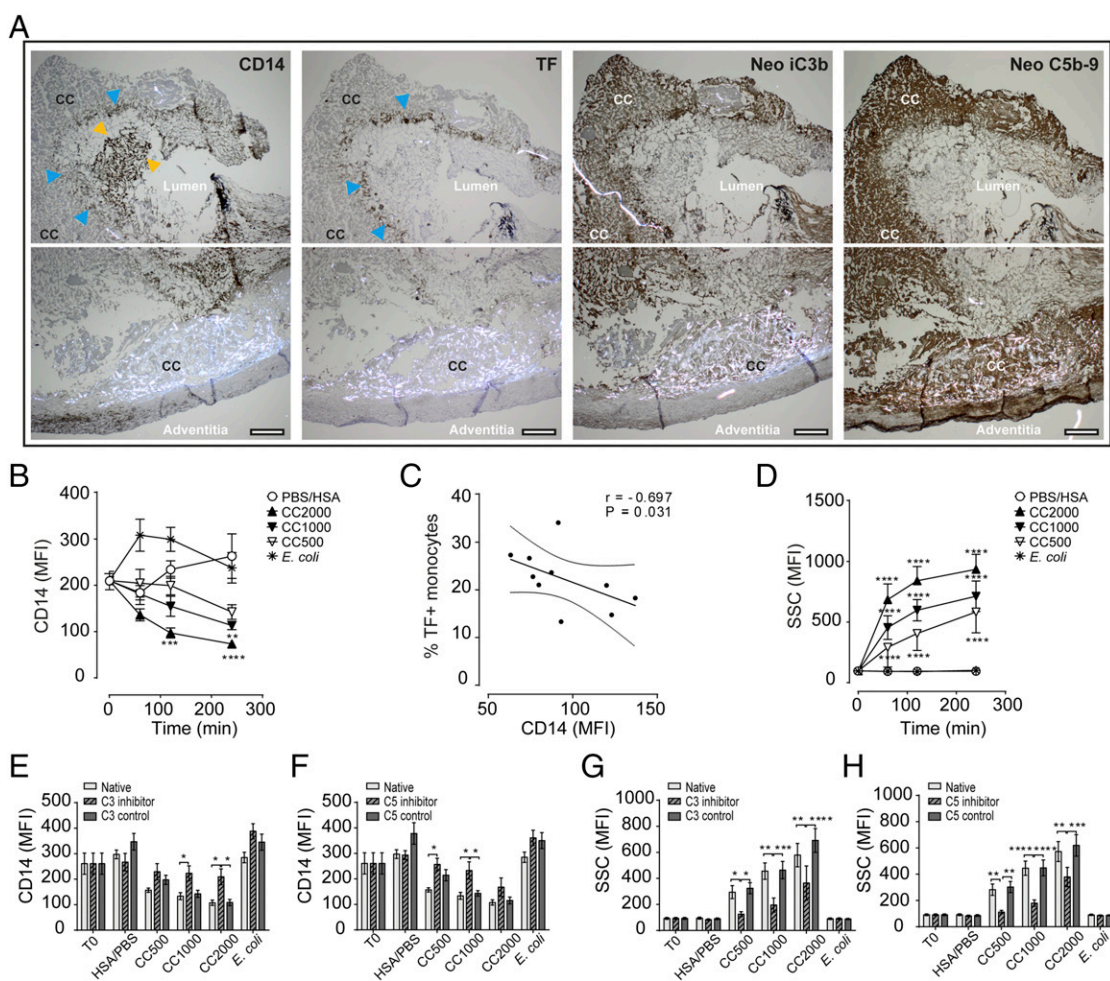 A
CD14
TF
Neo iC3b
Neo C5b-9
CC
CC
Lumen
CC
CC
Lumen
CC
Lumen
CC
CC
Lumen
CC
Adventitia
CC
Adventitia
CC
Adventitia
CC
Adventitia
B
CD14 (MFI)
400
300
200
100
0
0
100
200
300
Time (min)
PBS/HSA
CC2000
CC1000
CC500
E. coli
***
**
****
C
% TF+ monocytes
40
30
20
10
0
50
100
150
CD14 (MFI)
r = -0.697
P = 0.031
D
SSC (MFI)
1500
1000
500
0
0
100
200
300
Time (min)
PBS/HSA
CC2000
CC1000
CC500
E. coli
****
****
****
****
****
****
****
****
****
E
Native
C3 inhibitor
C3 control
CD14 (MFI)
500
400
300
200
100
0
*
* *
T0
HSA/PBS
CC500
CC1000
CC2000
E. coli
F
Native
C5 inhibitor
C5 control
CD14 (MFI)
500
400
300
200
100
0
*
* *
T0
HSA/PBS
CC500
CC1000
CC2000
E. coli
G
Native
C3 inhibitor
C3 control
SSC (MFI)
800
600
400
200
0
* *
** ***
** ****
T0
HSA/PBS
CC500
CC1000
CC2000
E. coli
H
Native
C5 inhibitor
C5 control
SSC (MFI)
800
600
400
200
0
** **
**** ****
** ***
T0
HSA/PBS
CC500
CC1000
CC2000
E. coli